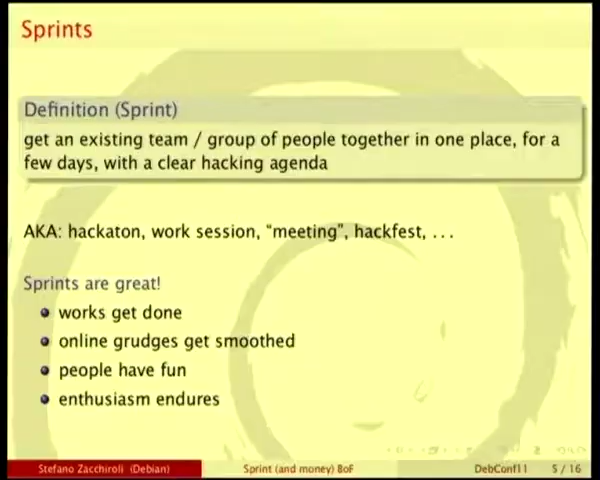 Sprints
Definition (Sprint)
get an existing team / group of people together in one place, for a
few days, with a clear hacking agenda
AKA: hackaton, work session, “meeting”, hackfest, ...
Sprints are great!
works get done
online grudges get smoothed
people have fun
enthusiasm endures
Stefano Zacchiroli (Debian) Sprint (and money) BoF DebConf11 5 / 16